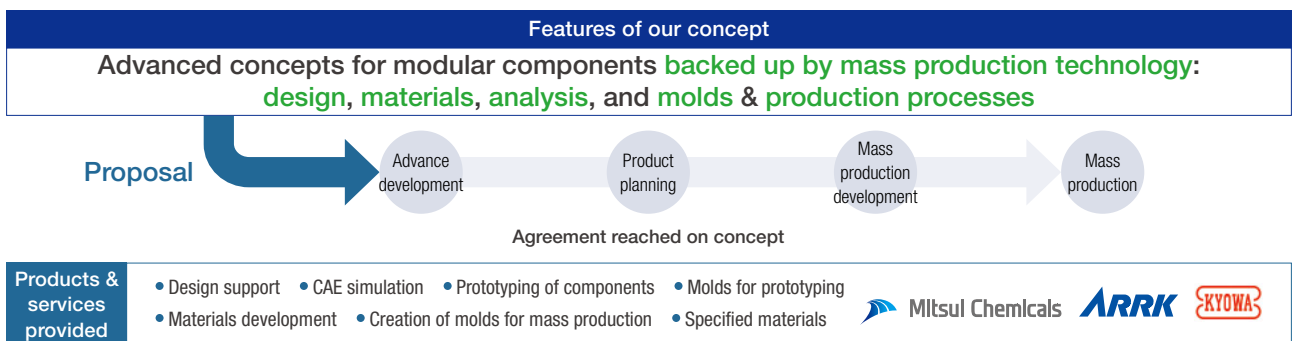 Features of our concept
Advanced concepts for modular components backed up by mass production technology:
design, materials, analysis, and molds & production processes
Proposal
Advance
development
Product
planning
Mass
production
development
Mass
production
Agreement reached on concept
Products &
services
provided
• Design support • CAE simulation • Prototyping of components • Molds for prototyping
• Materials development • Creation of molds for mass production • Specified materials
MItsuI ChemIcals
ARRK
KYOWA